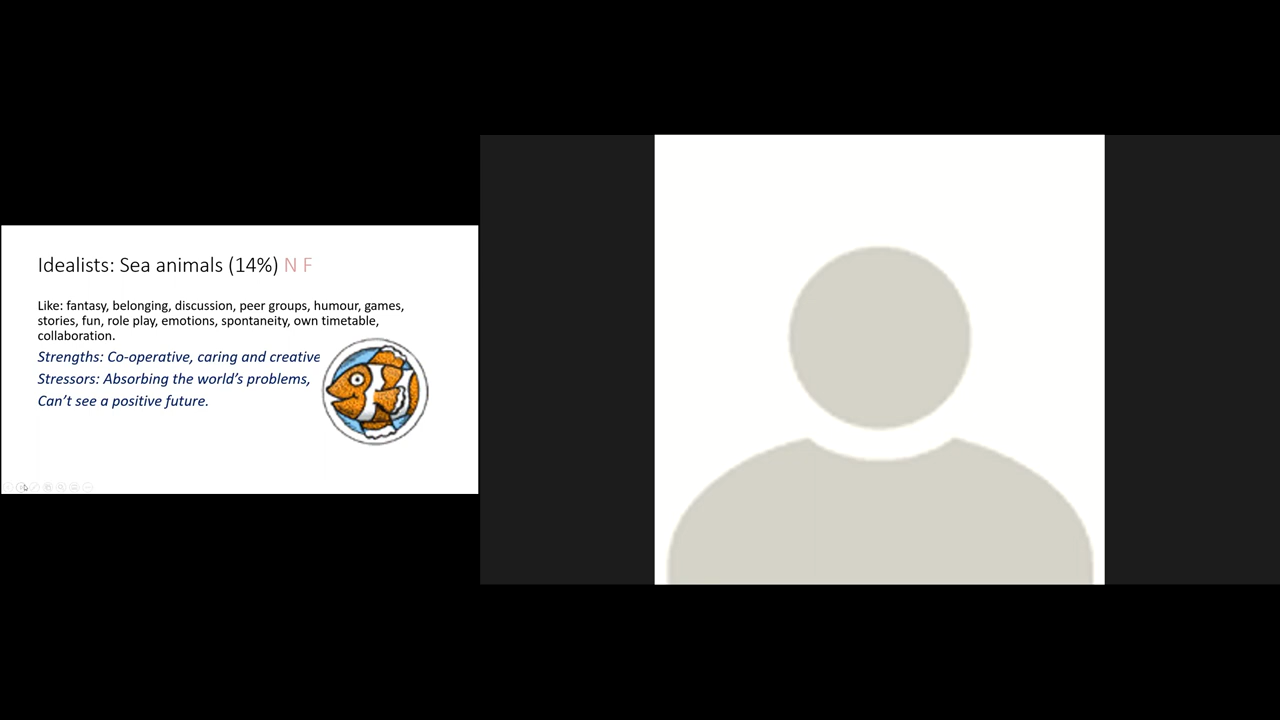 Idealists: Sea animals (14%) N F
Like: fantasy, belonging, discussion, peer groups, humour, games,
stories, fun, role play, emotions, spontaneity, own timetable,
collaboration.
Strengths: Co-operative, caring and creative
Stressors: Absorbing the world’s problems,
Can’t see a positive future.